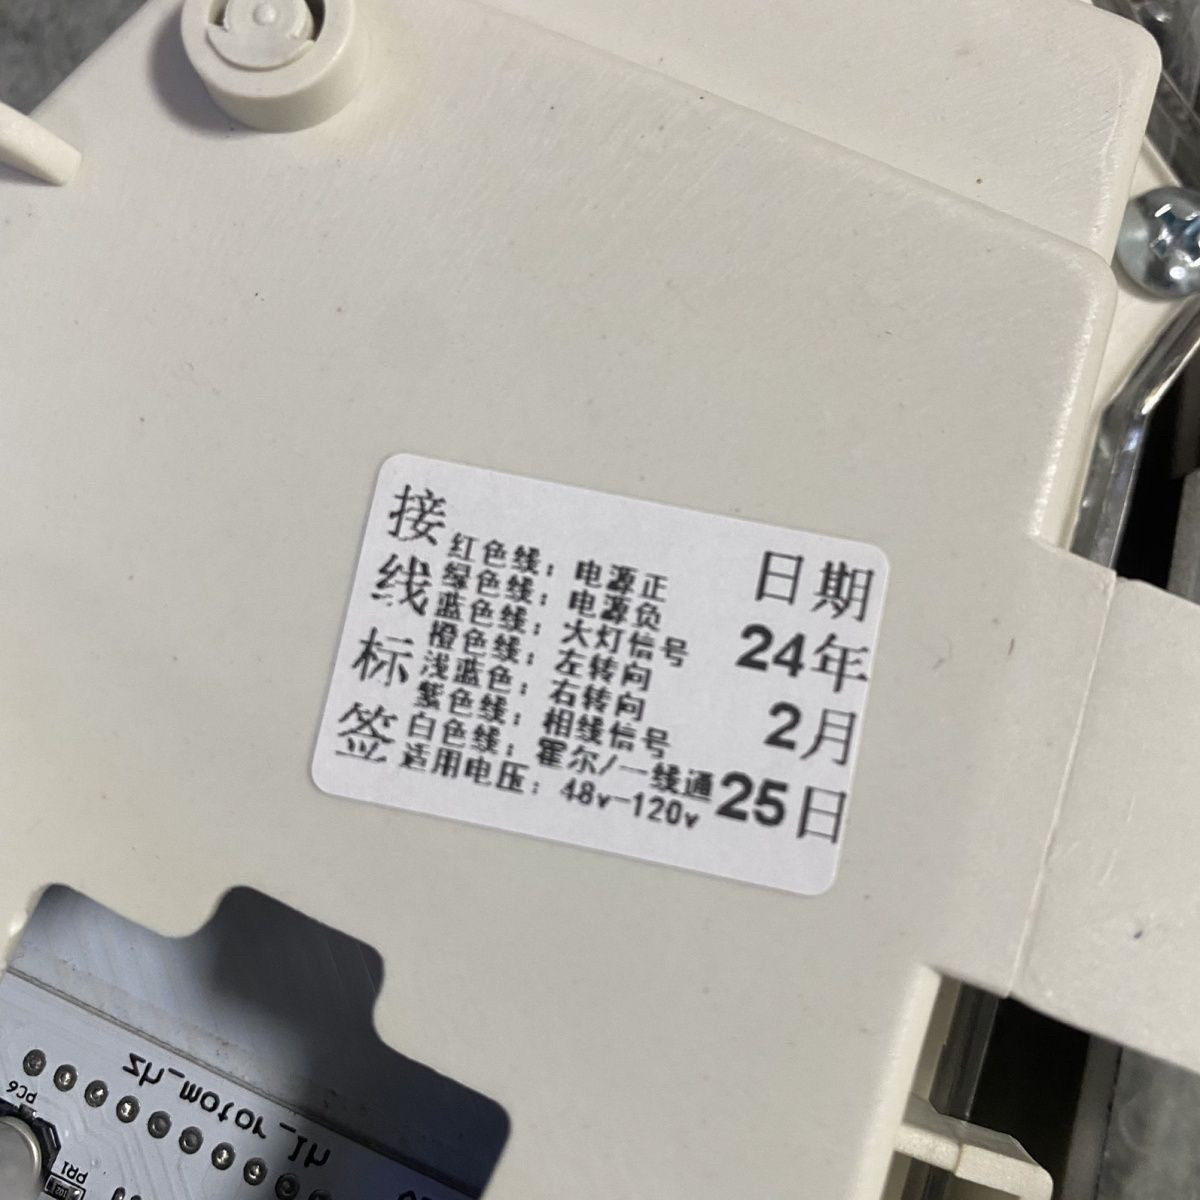 接线标签
红色线：电源正
绿色线：电源负
蓝色线：大灯信号
橙色线：左转向
浅蓝色：右转向
紫色线：相线信号
白色线：霍尔/一线通
适用电压：48v-120v
日期
24年
2月
25日
PC6
PR1